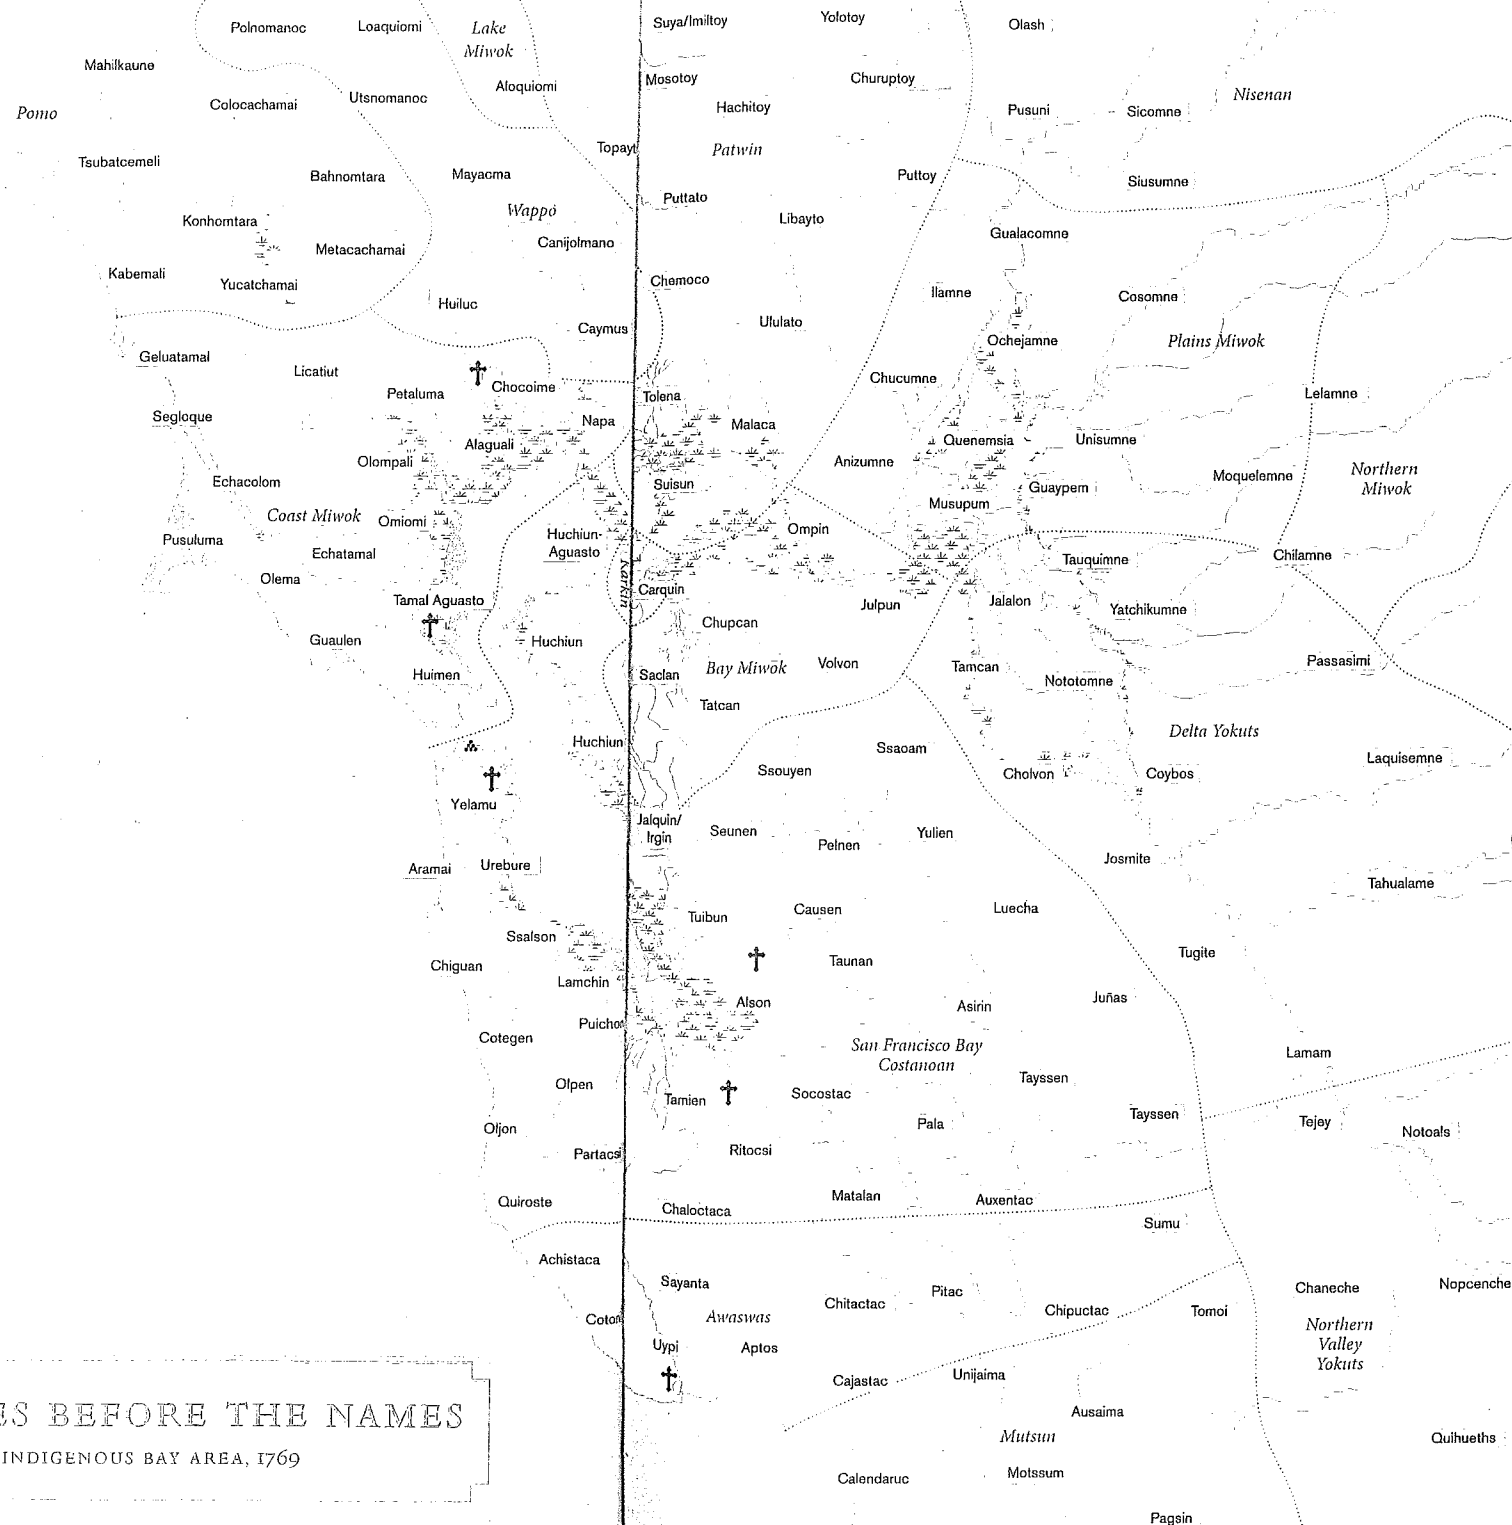 Polnomanoc
Loaquiomi
Lake
Miwok
Suya/Imiltoy
Yolotoy
Olash
Mahilkaune
Aloquiomi
Mosotoy
Churuptoy
Nisenan
Pomo
Colocachamai
Utsnomanoc
Hachitoy
Pusuni
Sicomne
Topayt
Patwin
Tsubatcemeli
Bahnomtara
Mayacma
Puttoy
Siusumne
Puttato
Wappo
Libayto
Konhomtara
Metacachamai
Canijolmano
Gualacomne
Kabemali
Yucatchamai
Chemoco
Ilamne
Cosomne
Huiluc
Caymus
Ululato
Ochejamne
Plains Miwok
Geluatamal
Licatiut
Petaluma
Chocoime
Chucumne
Tolena
Lelamne
Segloque
Napa
Malaca
Alaguali
Quenemsia
Unisumne
Olompali
Anizumne
Northern
Miwok
Echacolom
Suisun
Guaypem
Moquelemne
Musupum
Coast Miwok
Omiomi
Ompin
Pusuluma
Huchiun-
Aguasto
Echatamal
Tauquimne
Chilamne
Olema
Karkin
Carquin
Tamal Aguasto
Julpun
Jalalon
Yatchikumne
Chupcan
Guaulen
Huchiun
Huimen
Saclan
Bay Miwok
Volvon
Tamcan
Nototomne
Passasimi
Tatcan
Delta Yokuts
Huchiun
Ssaoam
Ssouyen
Cholvon
Coybos
Laquisemne
Yelamu
Jalquin/
Irgin
Seunen
Pelnen
Yulien
Josmite
Aramai
Urebure
Tahualame
Tuibun
Causen
Luecha
Ssalson
Chiguan
Taunan
Tugite
Lamchin
Alson
Asirin
Juñas
Puichon
Cotegen
San Francisco Bay
Costanoan
Lamam
Olpen
Tamien
Socostac
Tayssen
Tayssen
Oljon
Pala
Tejey
Notoals
Partacsi
Ritocsi
Quiroste
Chaloctaca
Matalan
Auxentac
Sumu
Achistaca
Sayanta
Chitactac
Pitac
Chipuctac
Tomoi
Chaneche
Nopcenche
Cotoni
Awaswas
Uypi
Aptos
Northern
Valley
Yokuts
Cajastac
Unijaima
Ausaima
Mutsun
Quihueths
Calendaruc
Motssum
Pagsin
ES BEFORE THE NAMES
INDIGENOUS BAY AREA, 1769